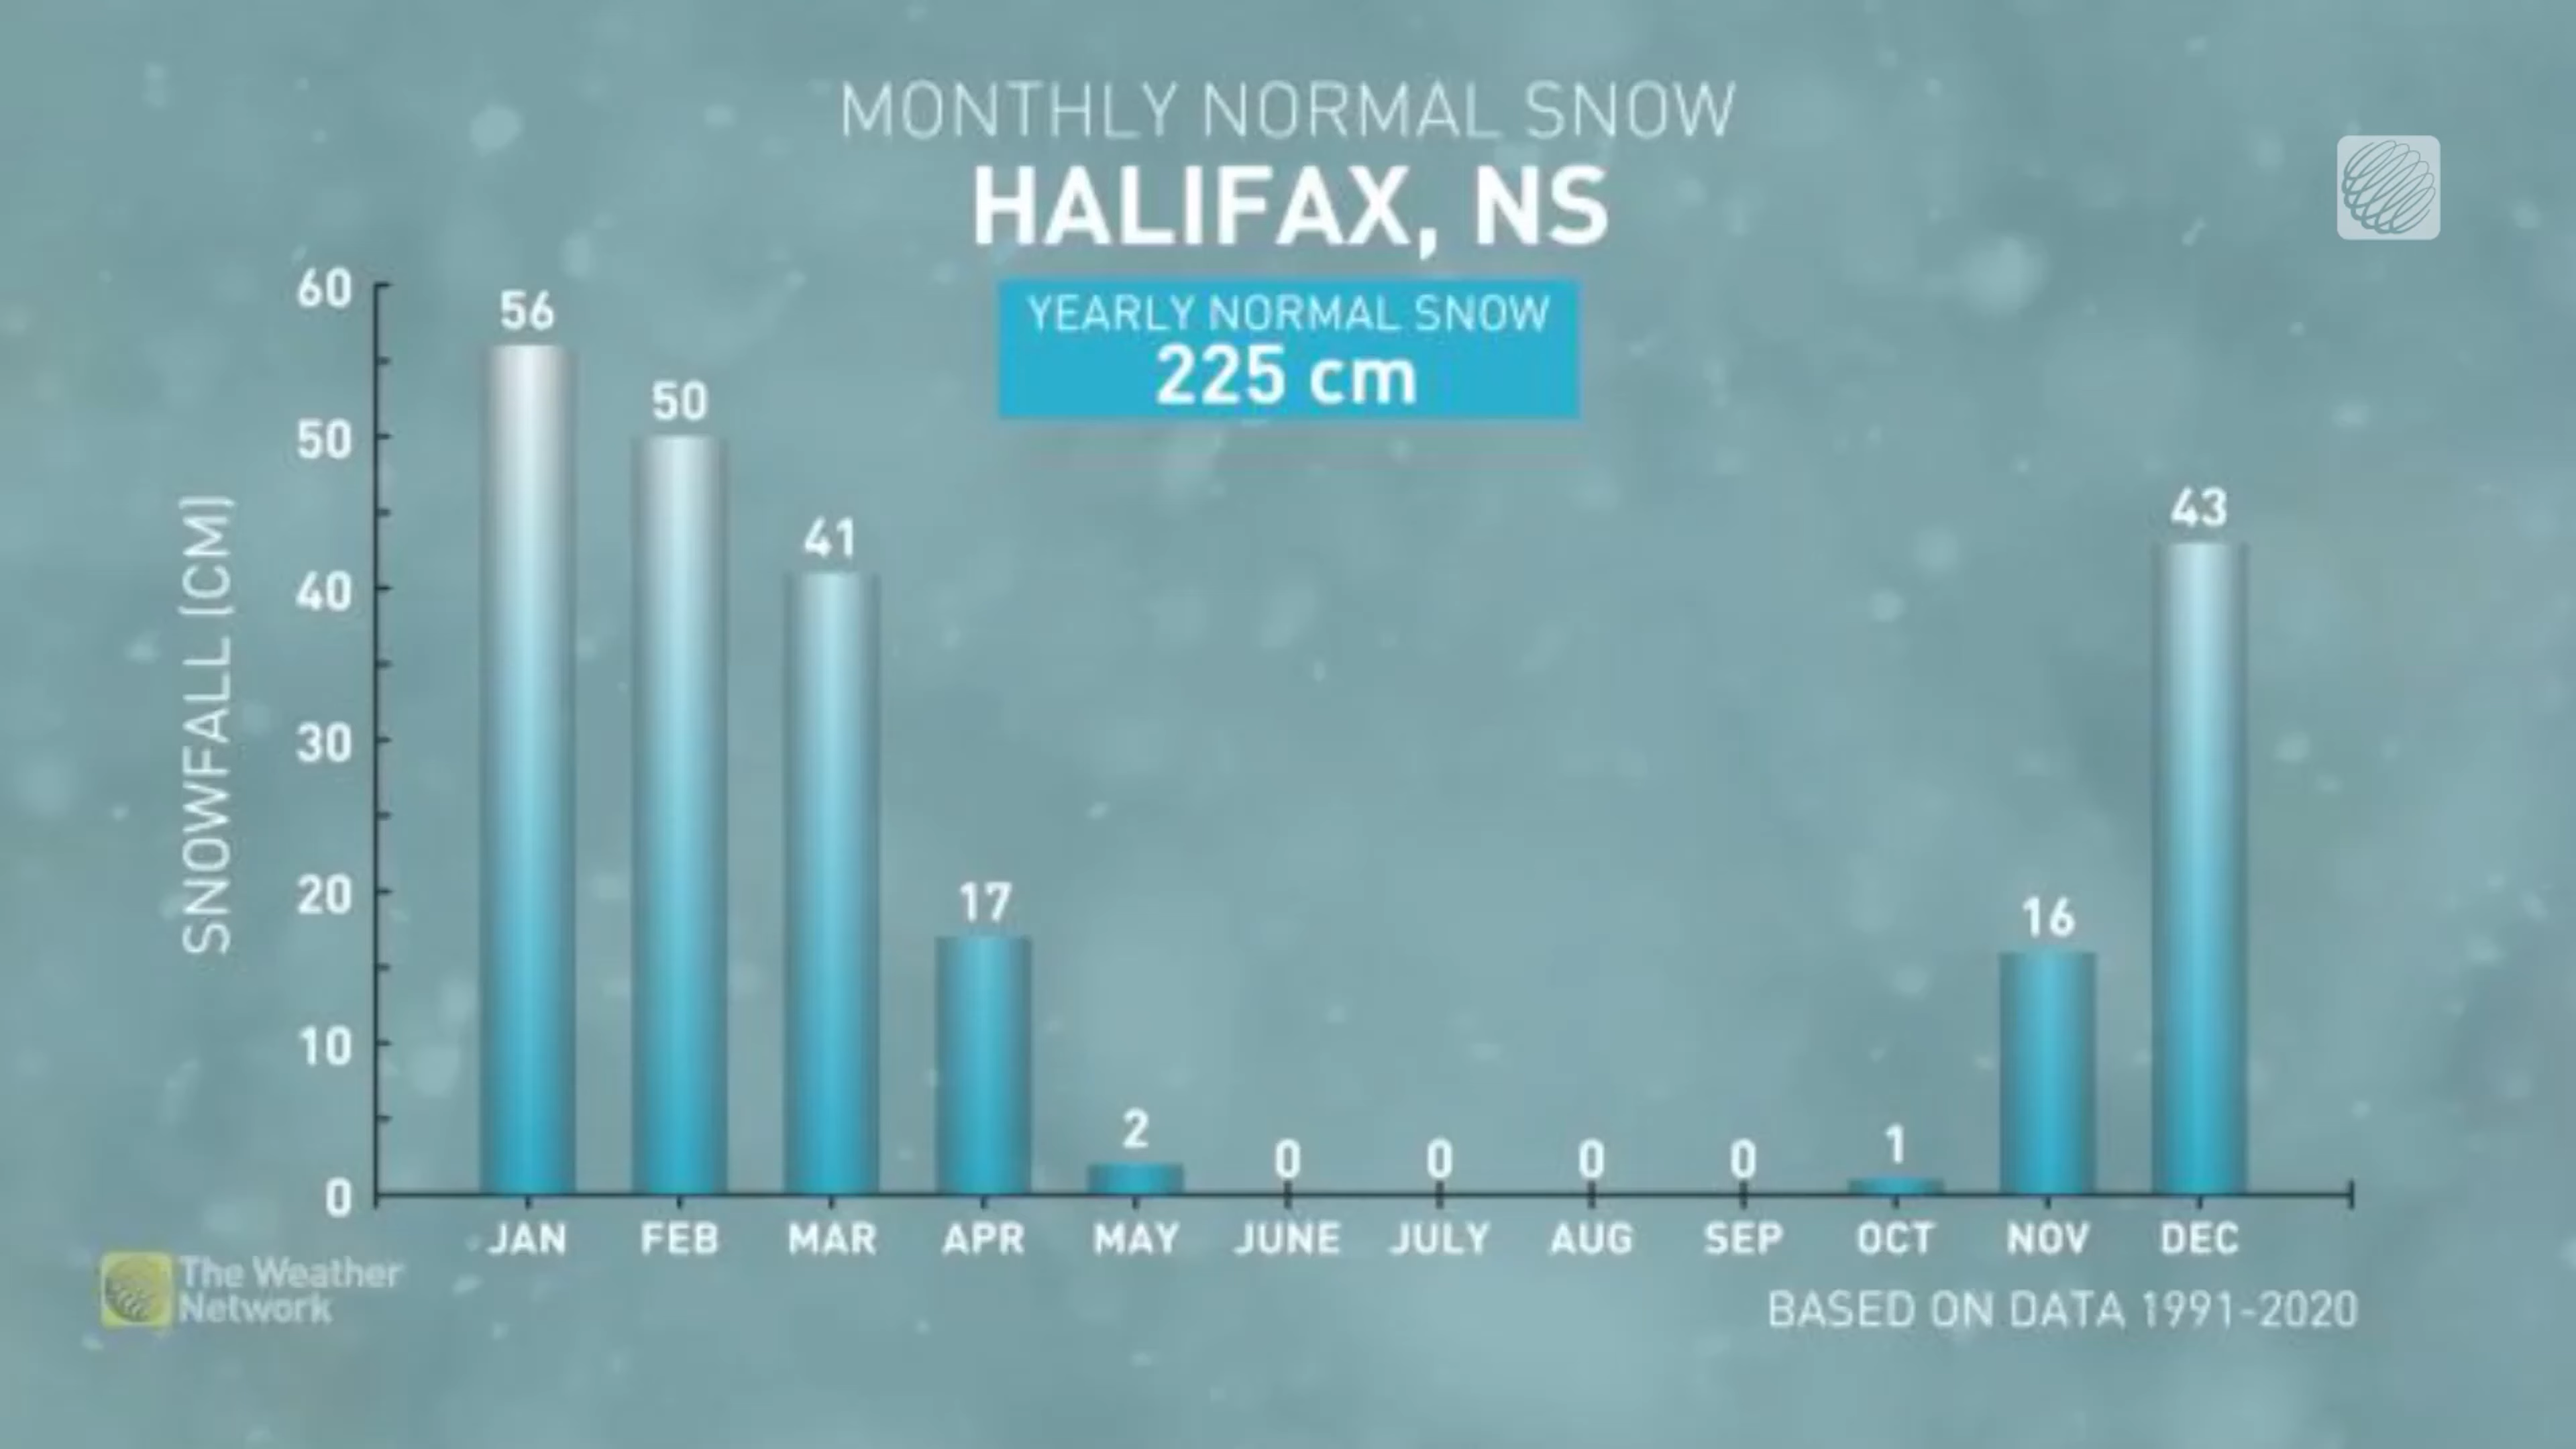 MONTHLY NORMAL SNOW
HALIFAX, NS
YEARLY NORMAL SNOW
225 cm
SNOWFALL (CM)
60
50
40
30
20
10
0
56
50
41
17
2
0
0
0
0
1
16
43
JAN FEB MAR APR MAY JUNE JULY AUG SEP OCT NOV DEC
The Weather
Network
BASED ON DATA 1991-2020